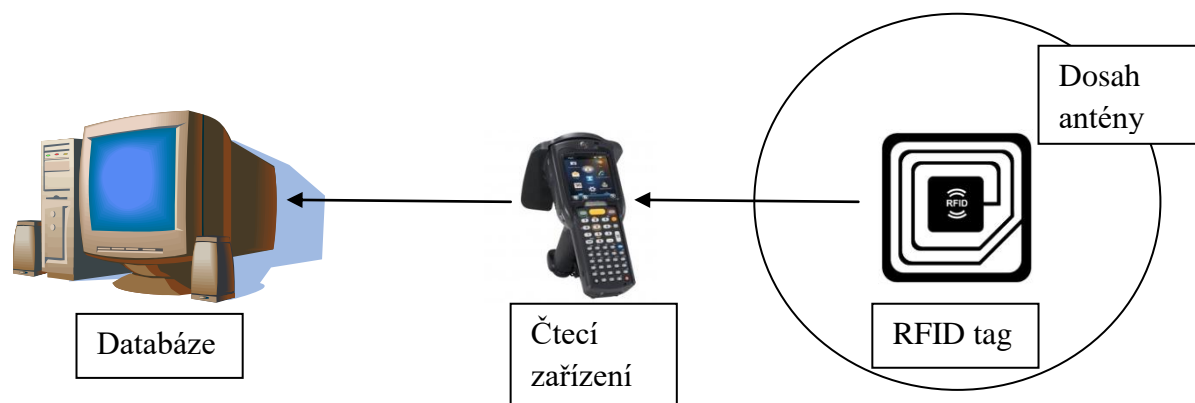 Dosah
antény
RFID
Databáze
Čtecí
zařízení
RFID tag